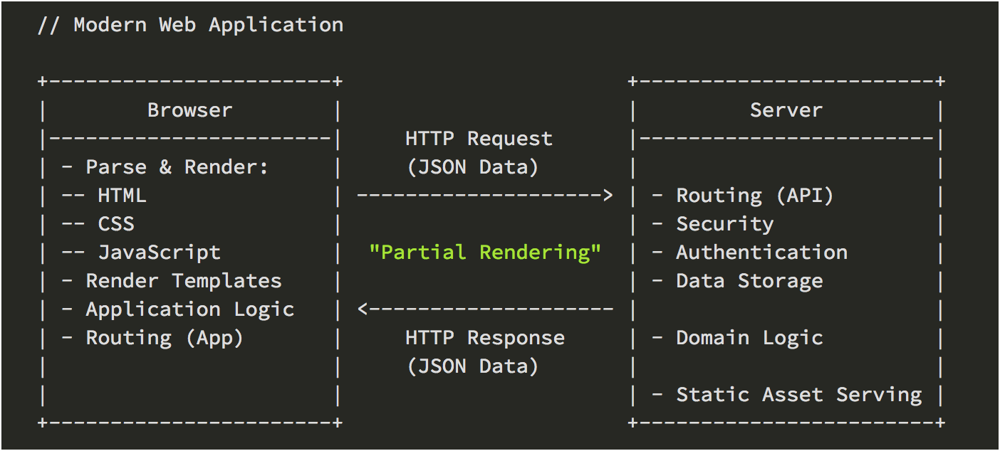 // Modern Web Application
+-----------------------+                       +------------------------+
|        Browser        |                       |         Server         |
|-----------------------|     HTTP Request      |------------------------|
| - Parse & Render:     |     (JSON Data)       |                        |
| -- HTML               | --------------------> | - Routing (API)        |
| -- CSS                |                       | - Security             |
| -- JavaScript         |  "Partial Rendering"  | - Authentication       |
| - Render Templates    |                       | - Data Storage         |
| - Application Logic   | <-------------------- |                        |
| - Routing (App)       |     HTTP Response     | - Domain Logic         |
|                       |     (JSON Data)       |                        |
|                       |                       | - Static Asset Serving |
+-----------------------+                       +------------------------+